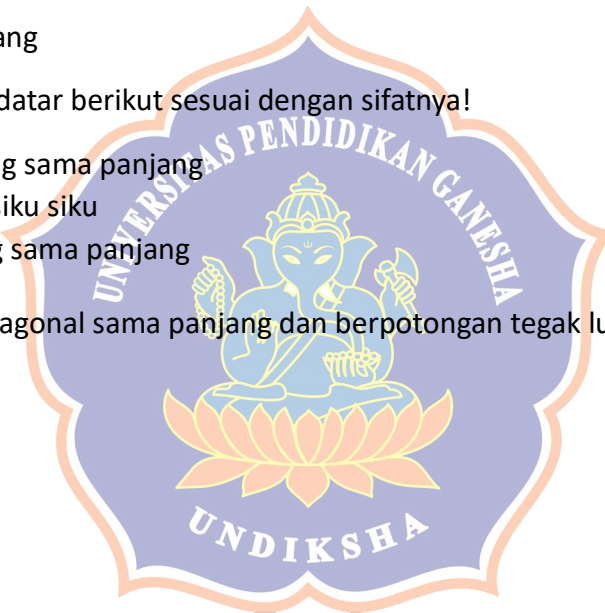 ang
datar berikut sesuai dengan sifatnya!
UNIVERSITAS PENDIDIKAN GANESHA
g sama panjang
siku siku
g sama panjang
agonal sama panjang dan berpotongan tegak lu
UNDIKSHA